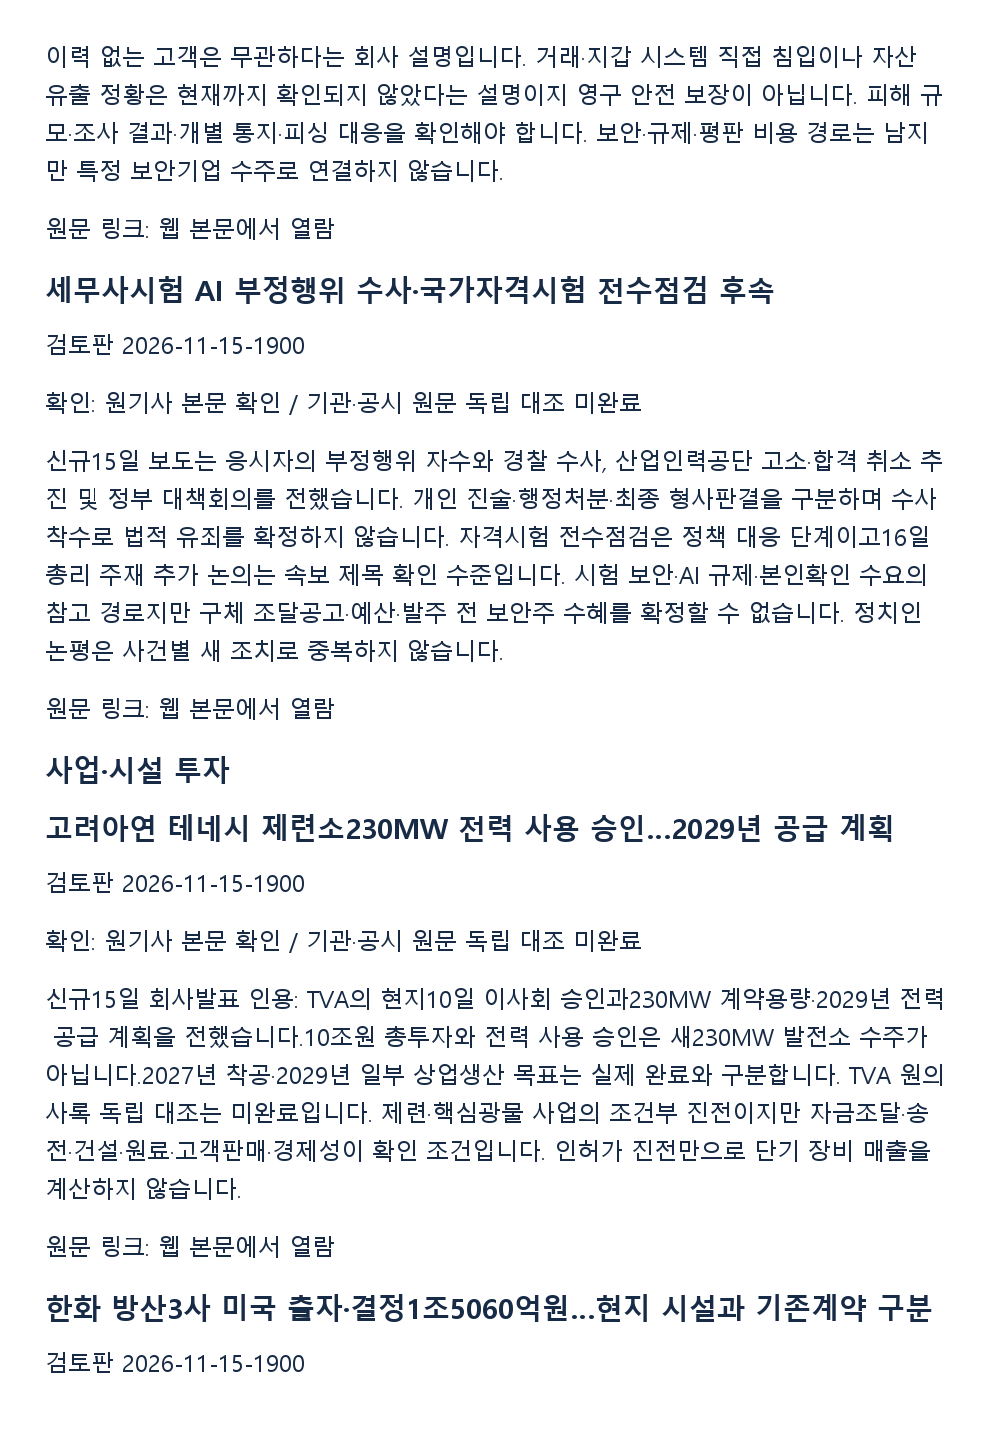 이력 없는 고객은 무관하다는 회사 설명입니다. 거래·지갑 시스템 직접 침입이나 자산
유출 정황은 현재까지 확인되지 않았다는 설명이지 영구 안전 보장이 아닙니다. 피해 규
모·조사 결과·개별 통지·피싱 대응을 확인해야 합니다. 보안·규제·평판 비용 경로는 남지
만 특정 보안기업 수주로 연결하지 않습니다.
원문 링크: 웹 본문에서 열람
세무사시험 AI 부정행위 수사·국가자격시험 전수점검 후속
검토판 2026-11-15-1900
확인: 원기사 본문 확인 / 기관·공시 원문 독립 대조 미완료
신규15일 보도는 응시자의 부정행위 자수와 경찰 수사, 산업인력공단 고소·합격 취소 추
진 및 정부 대책회의를 전했습니다. 개인 진술·행정처분·최종 형사판결을 구분하며 수사
착수로 법적 유죄를 확정하지 않습니다. 자격시험 전수점검은 정책 대응 단계이고16일
총리 주재 추가 논의는 속보 제목 확인 수준입니다. 시험 보안·AI 규제·본인확인 수요의
참고 경로지만 구체 조달공고·예산·발주 전 보안주 수혜를 확정할 수 없습니다. 정치인
논평은 사건별 새 조치로 중복하지 않습니다.
원문 링크: 웹 본문에서 열람
사업·시설 투자
고려아연 테네시 제련소230MW 전력 사용 승인…2029년 공급 계획
검토판 2026-11-15-1900
확인: 원기사 본문 확인 / 기관·공시 원문 독립 대조 미완료
신규15일 회사발표 인용: TVA의 현지10일 이사회 승인과230MW 계약용량·2029년 전력
공급 계획을 전했습니다.10조원 총투자와 전력 사용 승인은 새230MW 발전소 수주가
아닙니다.2027년 착공·2029년 일부 상업생산 목표는 실제 완료와 구분합니다. TVA 원의
사록 독립 대조는 미완료입니다. 제련·핵심광물 사업의 조건부 진전이지만 자금조달·송
전·건설·원료·고객판매·경제성이 확인 조건입니다. 인허가 진전만으로 단기 장비 매출을
계산하지 않습니다.
원문 링크: 웹 본문에서 열람
한화 방산3사 미국 출자·결정1조5060억원…현지 시설과 기존계약 구분
검토판 2026-11-15-1900